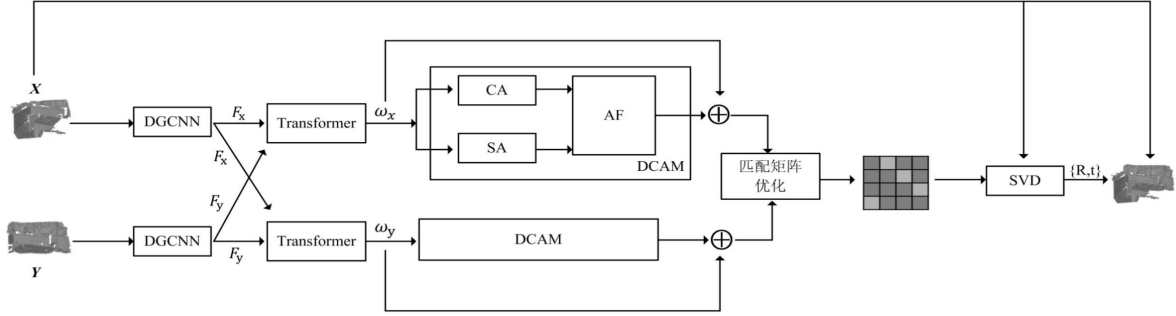 X
DGCNN
Fx
Fx
Fy
Fy
Transformer
ωx
CA
SA
AF
DCAM
匹配矩阵
优化
SVD
{R,t}
Y
DGCNN
Transformer
ωy
DCAM